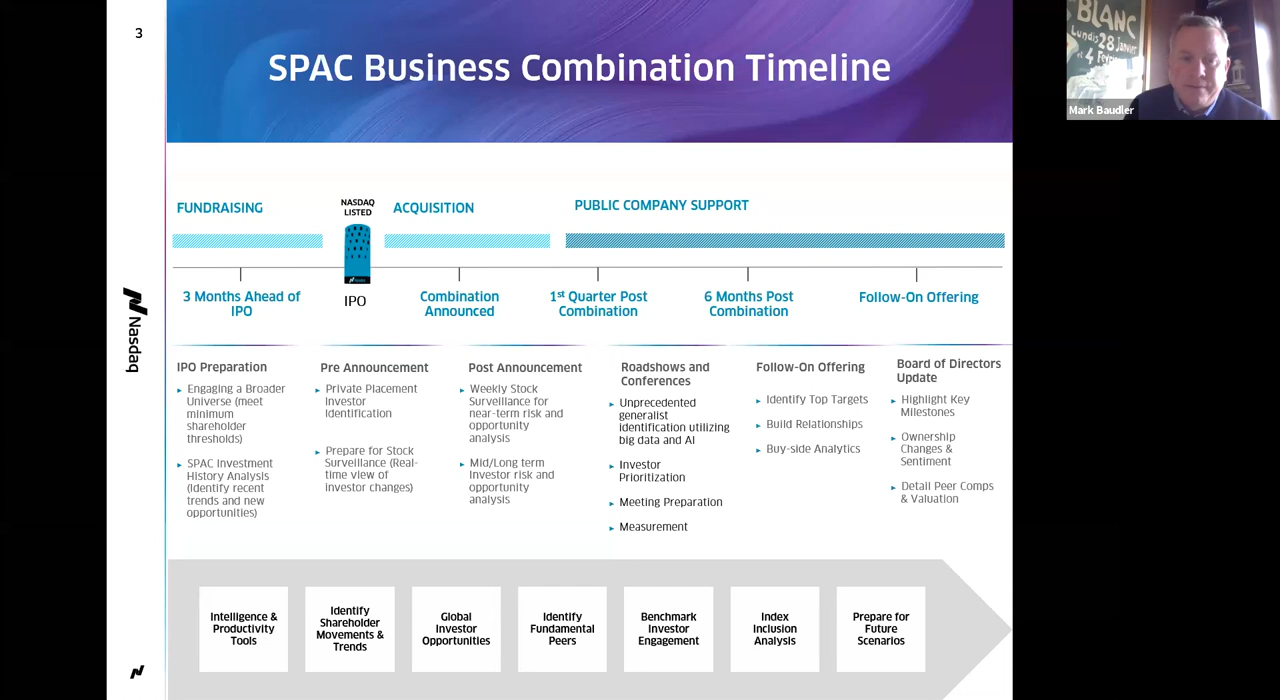 3
SPAC Business Combination Timeline
BLANC
Lundis 28 Janvier
et 4
Mark Baudler
FUNDRAISING
NASDAQ
LISTED
ACQUISITION
PUBLIC COMPANY SUPPORT
3 Months Ahead of
IPO
IPO
Combination
Announced
1st Quarter Post
Combination
6 Months Post
Combination
Follow-On Offering
Nasdaq
IPO Preparation
▸ Engaging a Broader
Universe (meet
minimum
shareholder
thresholds)
▸ SPAC Investment
History Analysis
(Identify recent
trends and new
opportunities)
Pre Announcement
▸ Private Placement
Investor
Identification
▸ Prepare for Stock
Surveillance (Real-
time view of
investor changes)
Post Announcement
▸ Weekly Stock
Surveillance for
near-term risk and
opportunity
analysis
▸ Mid/Long term
Investor risk and
opportunity
analysis
Roadshows and
Conferences
▸ Unprecedented
generalist
identification utilizing
big data and AI
▸ Investor
Prioritization
▸ Meeting Preparation
▸ Measurement
Follow-On Offering
▸ Identify Top Targets
▸ Build Relationships
▸ Buy-side Analytics
Board of Directors
Update
▸ Highlight Key
Milestones
▸ Ownership
Changes &
Sentiment
▸ Detail Peer Comps
& Valuation
Intelligence &
Productivity
Tools
Identify
Shareholder
Movements &
Trends
Global
Investor
Opportunities
Identify
Fundamental
Peers
Benchmark
Investor
Engagement
Index
Inclusion
Analysis
Prepare for
Future
Scenarios